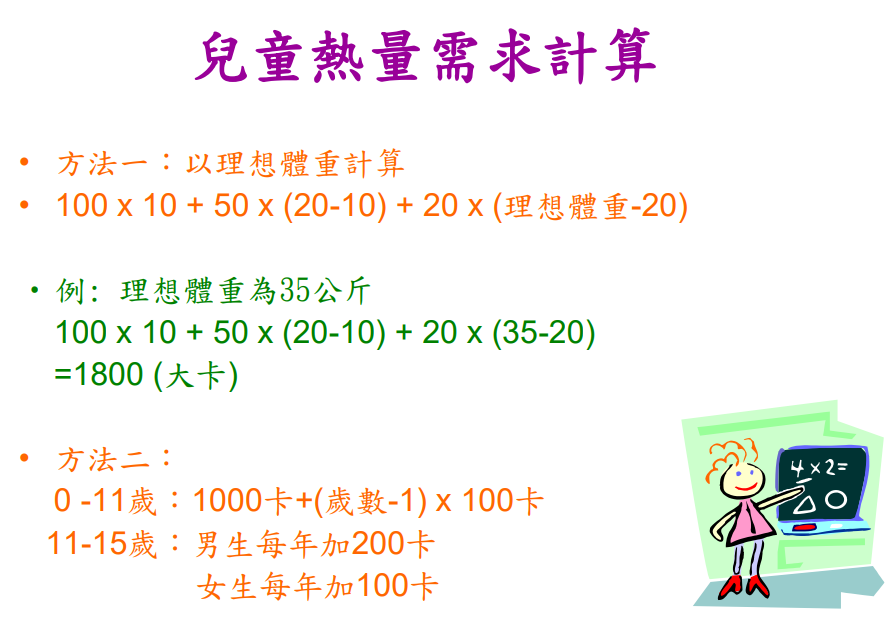 兒童熱量需求計算
• 方法一：以理想體重計算
• 100 x 10 + 50 x (20-10) + 20 x (理想體重-20)
• 例: 理想體重為35公斤
100 x 10 + 50 x (20-10) + 20 x (35-20)
=1800 (大卡)
• 方法二：
0 -11歲：1000卡+(歲數-1) x 100卡
11-15歲：男生每年加200卡
女生每年加100卡
4×2=